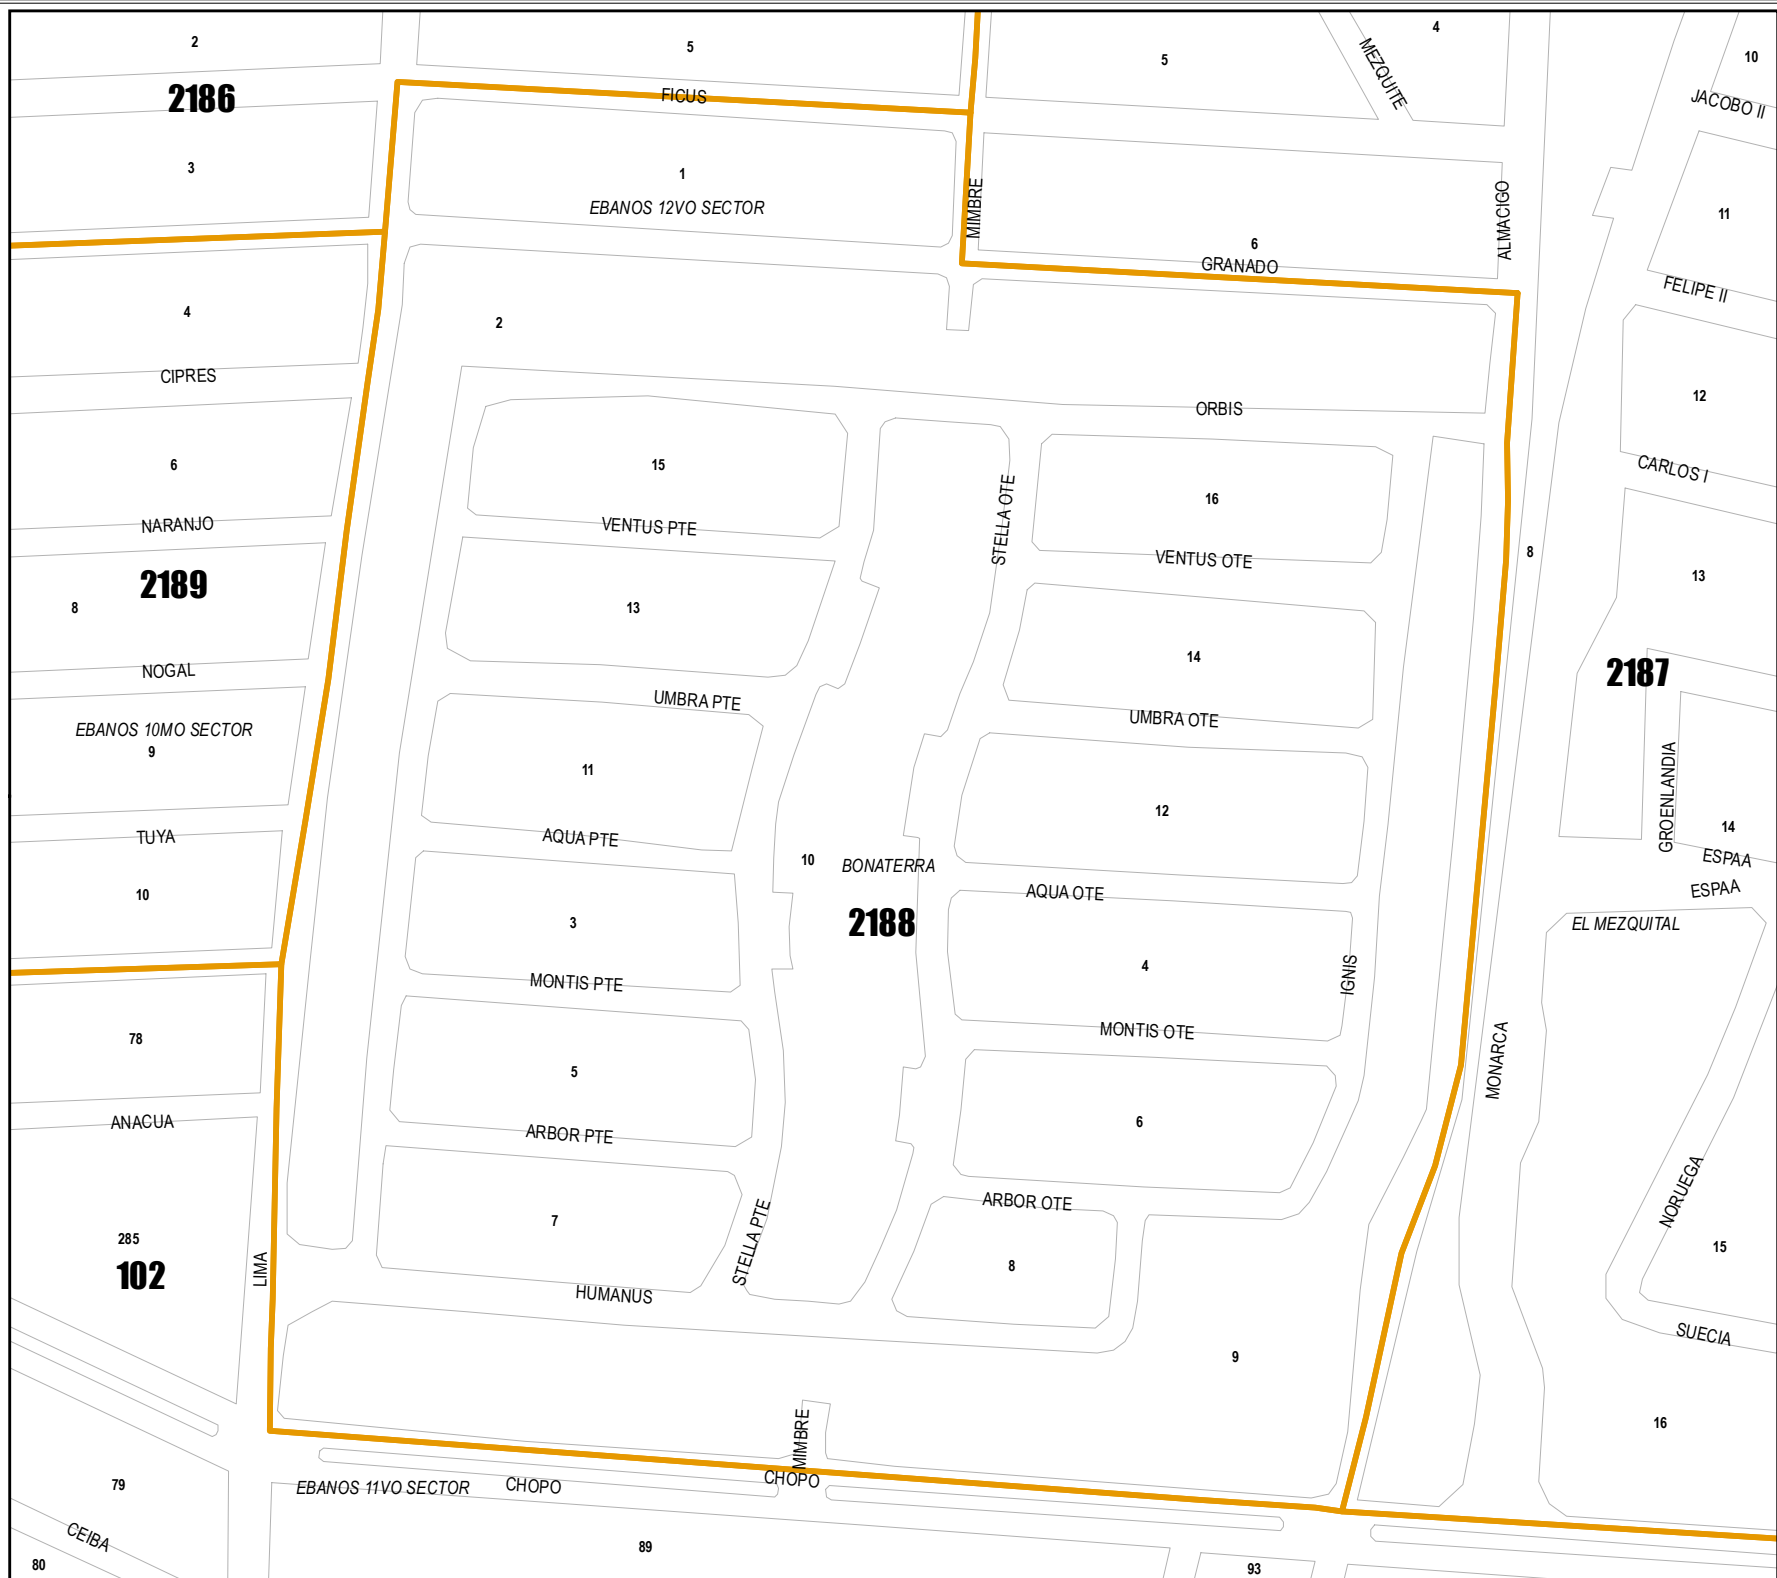 2
5
5
4
10
MEZQUITE
2186
FICUS
JACOBO II
3
1
EBANOS 12VO SECTOR
MIMBRE
ALMACIGO
11
6
GRANADO
FELIPE II
4
2
CIPRES
ORBIS
12
6
15
16
CARLOS I
STELLA OTE
NARANJO
VENTUS PTE
VENTUS OTE
8
2189
13
8
13
NOGAL
14
2187
UMBRA PTE
UMBRA OTE
EBANOS 10MO SECTOR
9
11
12
GROENLANDIA
14
TUYA
AQUA PTE
10
BONATERRA
ESPAA
ESPAA
10
AQUA OTE
3
2188
EL MEZQUITAL
4
IGNIS
MONTIS PTE
78
MONTIS OTE
MONARCA
5
ANACUA
ARBOR PTE
6
ARBOR OTE
NORUEGA
7
STELLA PTE
285
102
LIMA
8
15
HUMANUS
SUECIA
9
16
MIMBRE
79
EBANOS 11VO SECTOR
CHOPO
CHOPO
CEIBA
80
89
93